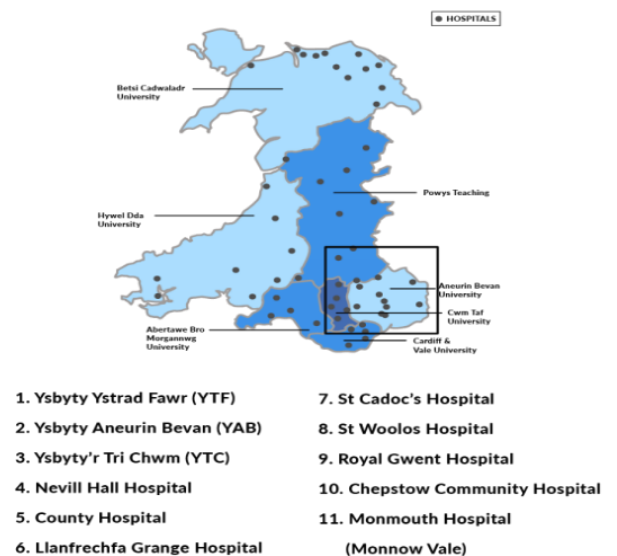 HOSPITALS
Betsi Cadwaladr
University
Powys Teaching
Hywel Dda
University
Aneurin Bevan
University
Cwm Taf
University
Abertawe Bro
Morgannwg
University
Cardiff &
Vale University
1. Ysbyty Ystrad Fawr (YTF)
2. Ysbyty Aneurin Bevan (YAB)
3. Ysbyty'r Tri Chwm (YTC)
4. Nevill Hall Hospital
5. County Hospital
6. Llanfrechfa Grange Hospital
7. St Cadoc's Hospital
8. St Woolos Hospital
9. Royal Gwent Hospital
10. Chepstow Community Hospital
11. Monmouth Hospital
(Monnow Vale)